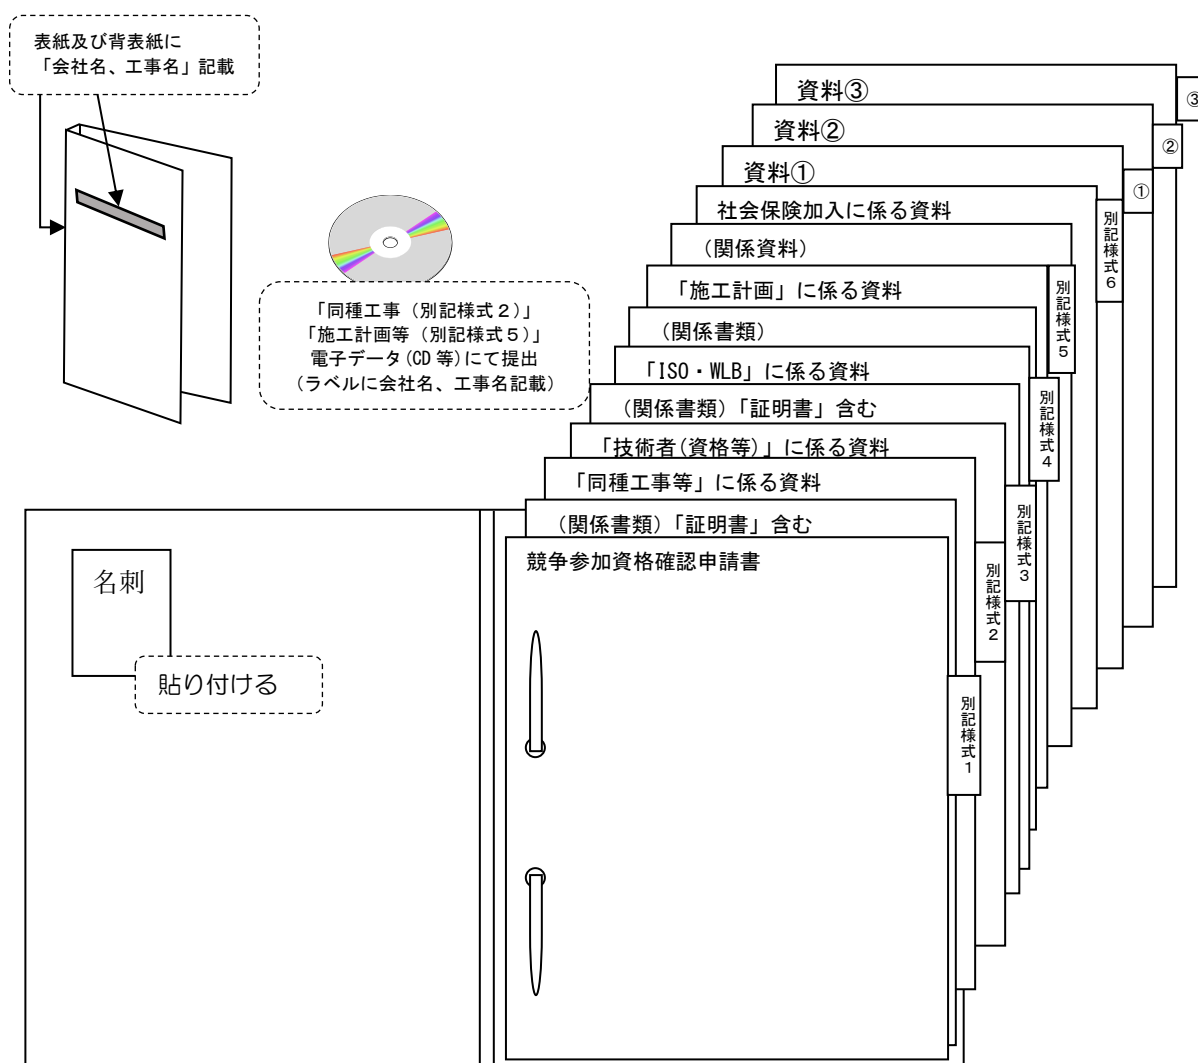 表紙及び背表紙に
「会社名、工事名」記載
「同種工事(別記様式2)」
「施工計画等(別記様式5)」
電子データ(CD等)にて提出
(ラベルに会社名、工事名記載)
資料③
③
資料②
②
資料①
①
社会保険加入に係る資料
別記様式6
(関係資料)
「施工計画」に係る資料
別記様式5
(関係書類)
「ISO・WLB」に係る資料
別記様式4
(関係書類)「証明書」含む
「技術者(資格等)」に係る資料
別記様式3
「同種工事等」に係る資料
別記様式2
(関係書類)「証明書」含む
競争参加資格確認申請書
別記様式1
名刺
貼り付ける